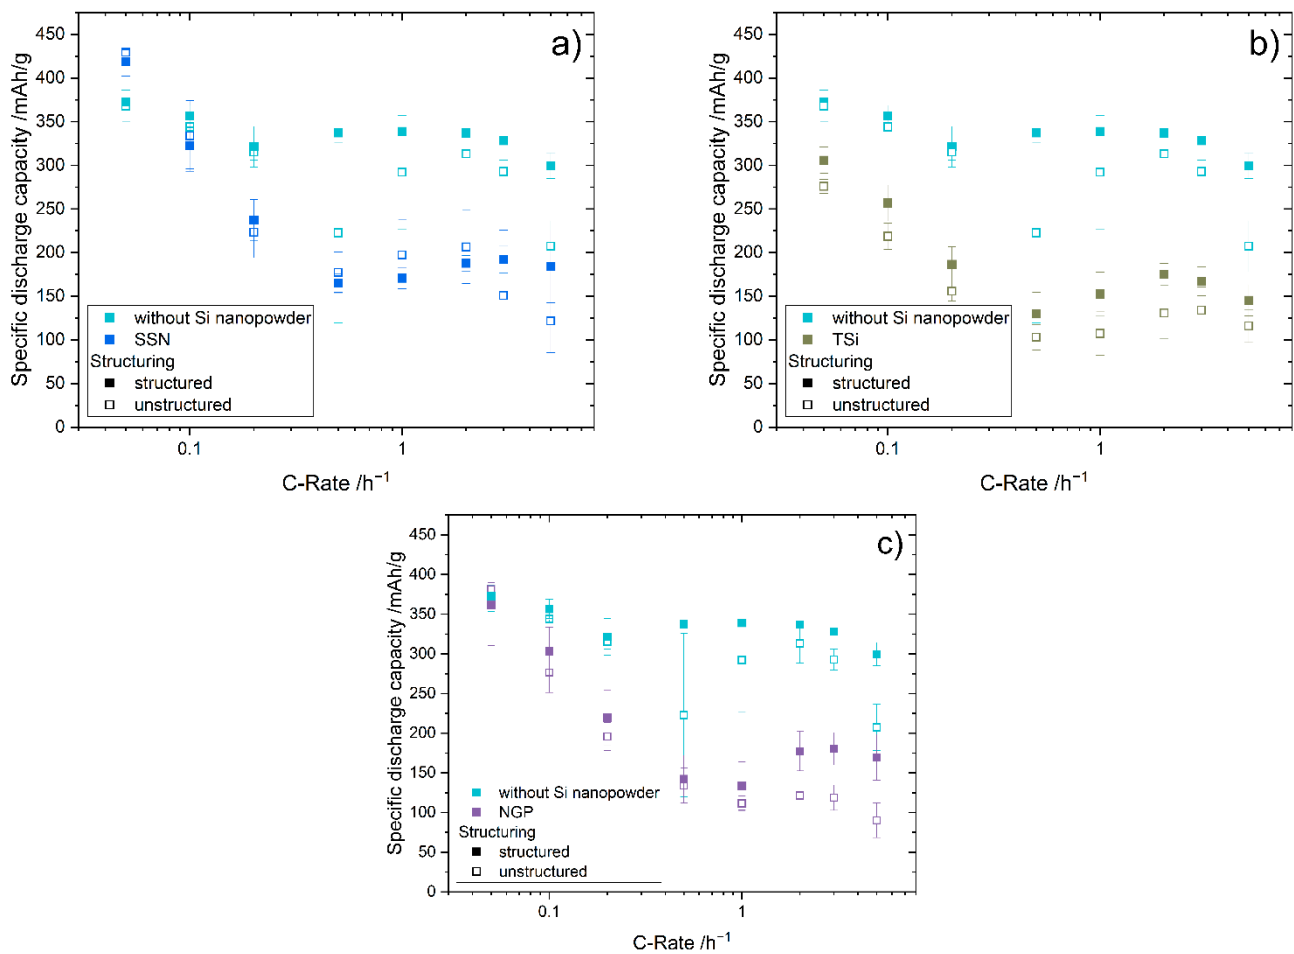 a)
Specific discharge capacity /mAh/g
450
400
350
300
250
200
150
100
50
0
without Si nanopowder
SSN
Structuring
structured
unstructured
0.1
1
C-Rate /h⁻¹
b)
Specific discharge capacity /mAh/g
450
400
350
300
250
200
150
100
50
0
without Si nanopowder
TSi
Structuring
structured
unstructured
0.1
1
C-Rate /h⁻¹
c)
Specific discharge capacity /mAh/g
450
400
350
300
250
200
150
100
50
0
without Si nanopowder
NGP
Structuring
structured
unstructured
0.1
1
C-Rate /h⁻¹